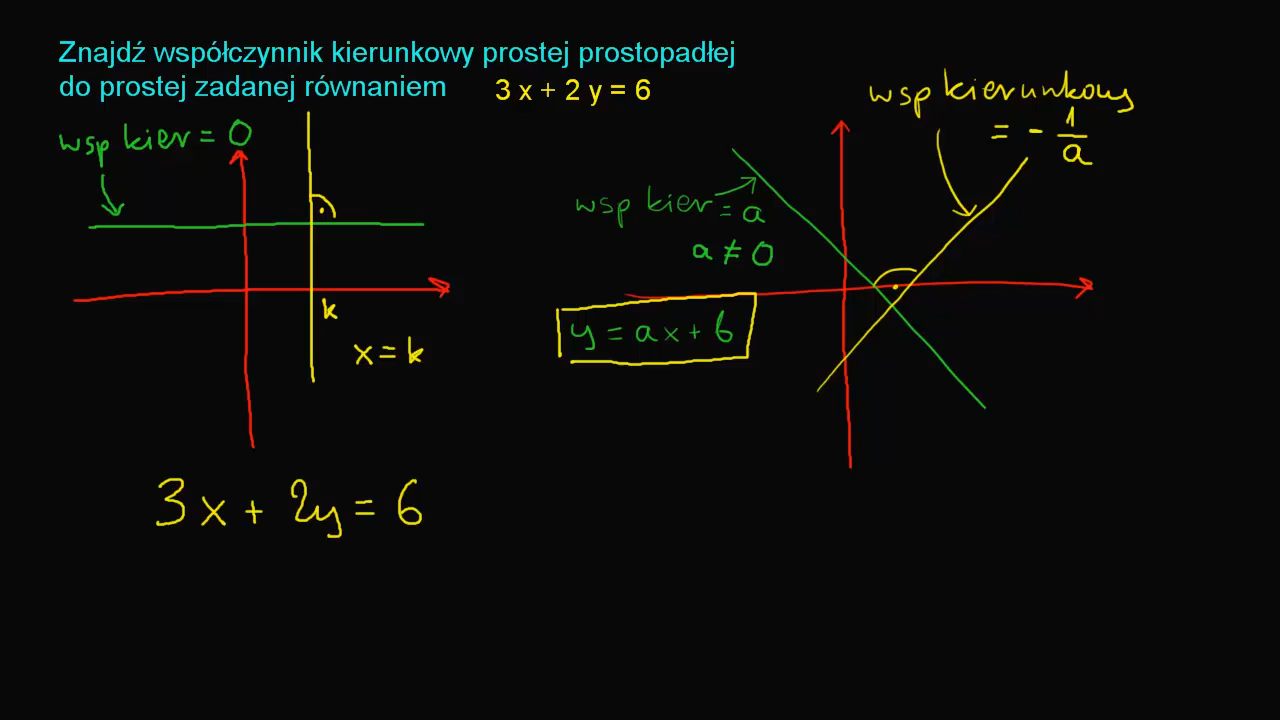 Znajdź współczynnik kierunkowy prostej prostopadłej
do prostej zadanej równaniem 3 x + 2 y = 6
wsp kier = 0
k
x = k
wsp kierunkowy
= - 1/a
wsp kier = a
a ≠ 0
y = ax + b
3x + 2y = 6